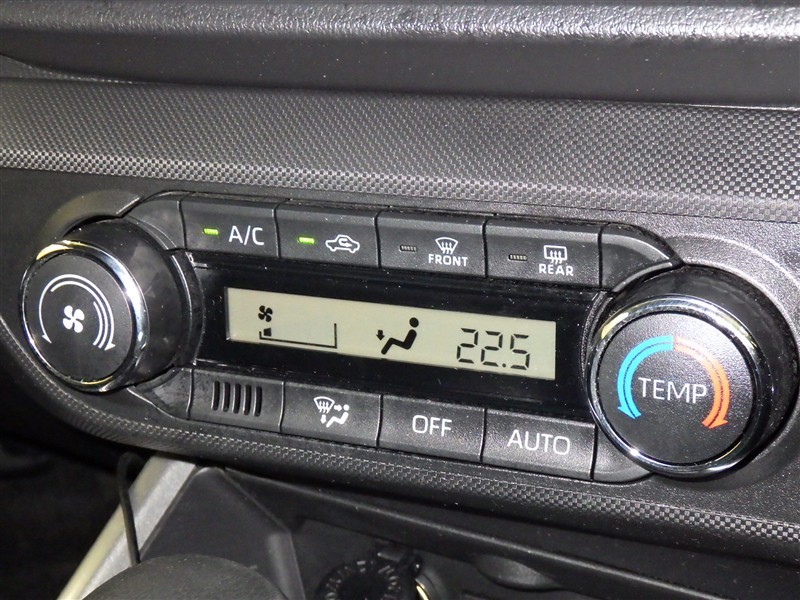 A/C
FRONT
REAR
22.5
TEMP
OFF
AUTO